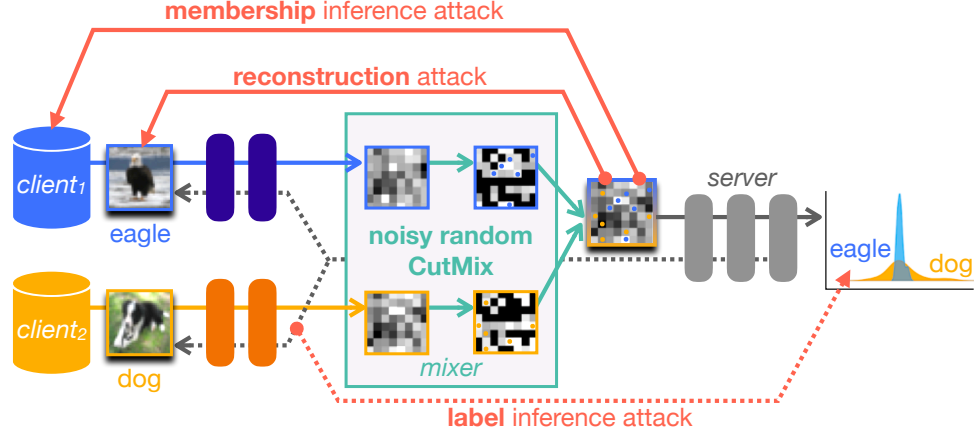 membership inference attack
reconstruction attack
client1
eagle
noisy random
CutMix
server
eagle
dog
client2
dog
mixer
label inference attack